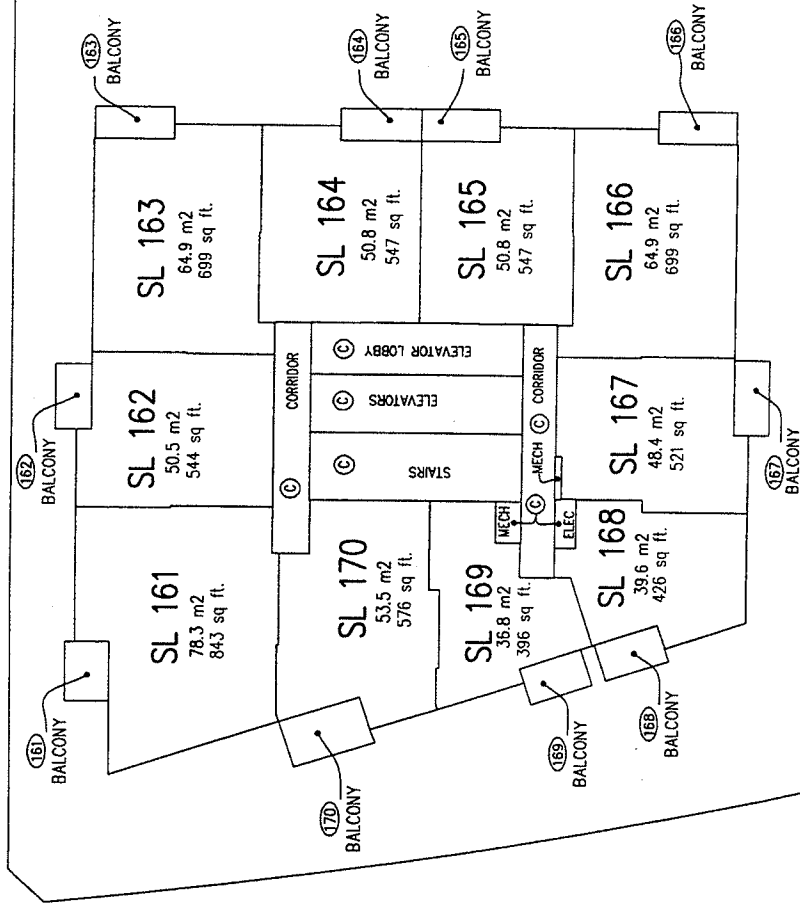 163
BALCONY
164
BALCONY
165
BALCONY
166
BALCONY
SL 163
64.9 m2
699 sq ft.
SL 164
50.8 m2
547 sq ft.
SL 165
50.8 m2
547 sq ft.
SL 166
64.9 m2
699 sq ft.
162
BALCONY
SL 162
50.5 m2
544 sq ft.
CORRIDOR
C
C
ELEVATOR LOBBY
C
ELEVATORS
C
STAIRS
CORRIDOR
C
MECH
C
MECH
ELEC
SL 167
48.4 m2
521 sq ft.
167
BALCONY
SL 161
78.3 m2
843 sq ft.
SL 170
53.5 m2
576 sq ft.
SL 169
36.8 m2
396 sq ft.
SL 168
39.6 m2
426 sq ft.
161
BALCONY
170
BALCONY
169
BALCONY
168
BALCONY